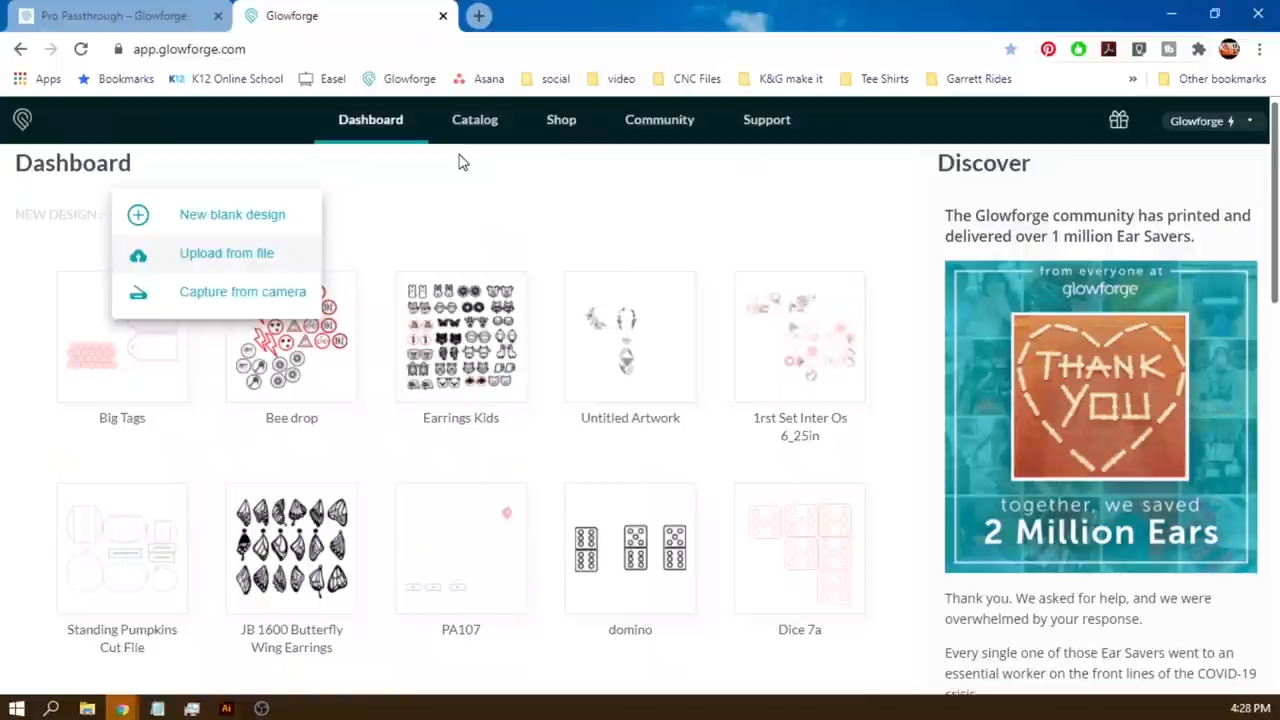 Pro Passthrough – Glowforge
Glowforge
app.glowforge.com
Apps
Bookmarks
K12 K12 Online School
Easel
Glowforge
Asana
social
video
CNC Files
K&G make it
Tee Shirts
Garrett Rides
»
Other bookmarks
Dashboard
Catalog
Shop
Community
Support
Glowforge
Dashboard
Discover
NEW DESIGN
New blank design
Upload from file
Capture from camera
The Glowforge community has printed and
delivered over 1 million Ear Savers.
from everyone at
glowforge
THANK
YOU
together, we saved
2 Million Ears
Big Tags
Bee drop
Earrings Kids
Untitled Artwork
1rst Set Inter Os
6_25in
Standing Pumpkins
Cut File
JB 1600 Butterfly
Wing Earrings
PA107
domino
Dice 7a
Thank you. We asked for help, and we were
overwhelmed by your response.
Every single one of those Ear Savers went to an
essential worker on the front lines of the COVID-19
crisis
Ai
4:28 PM